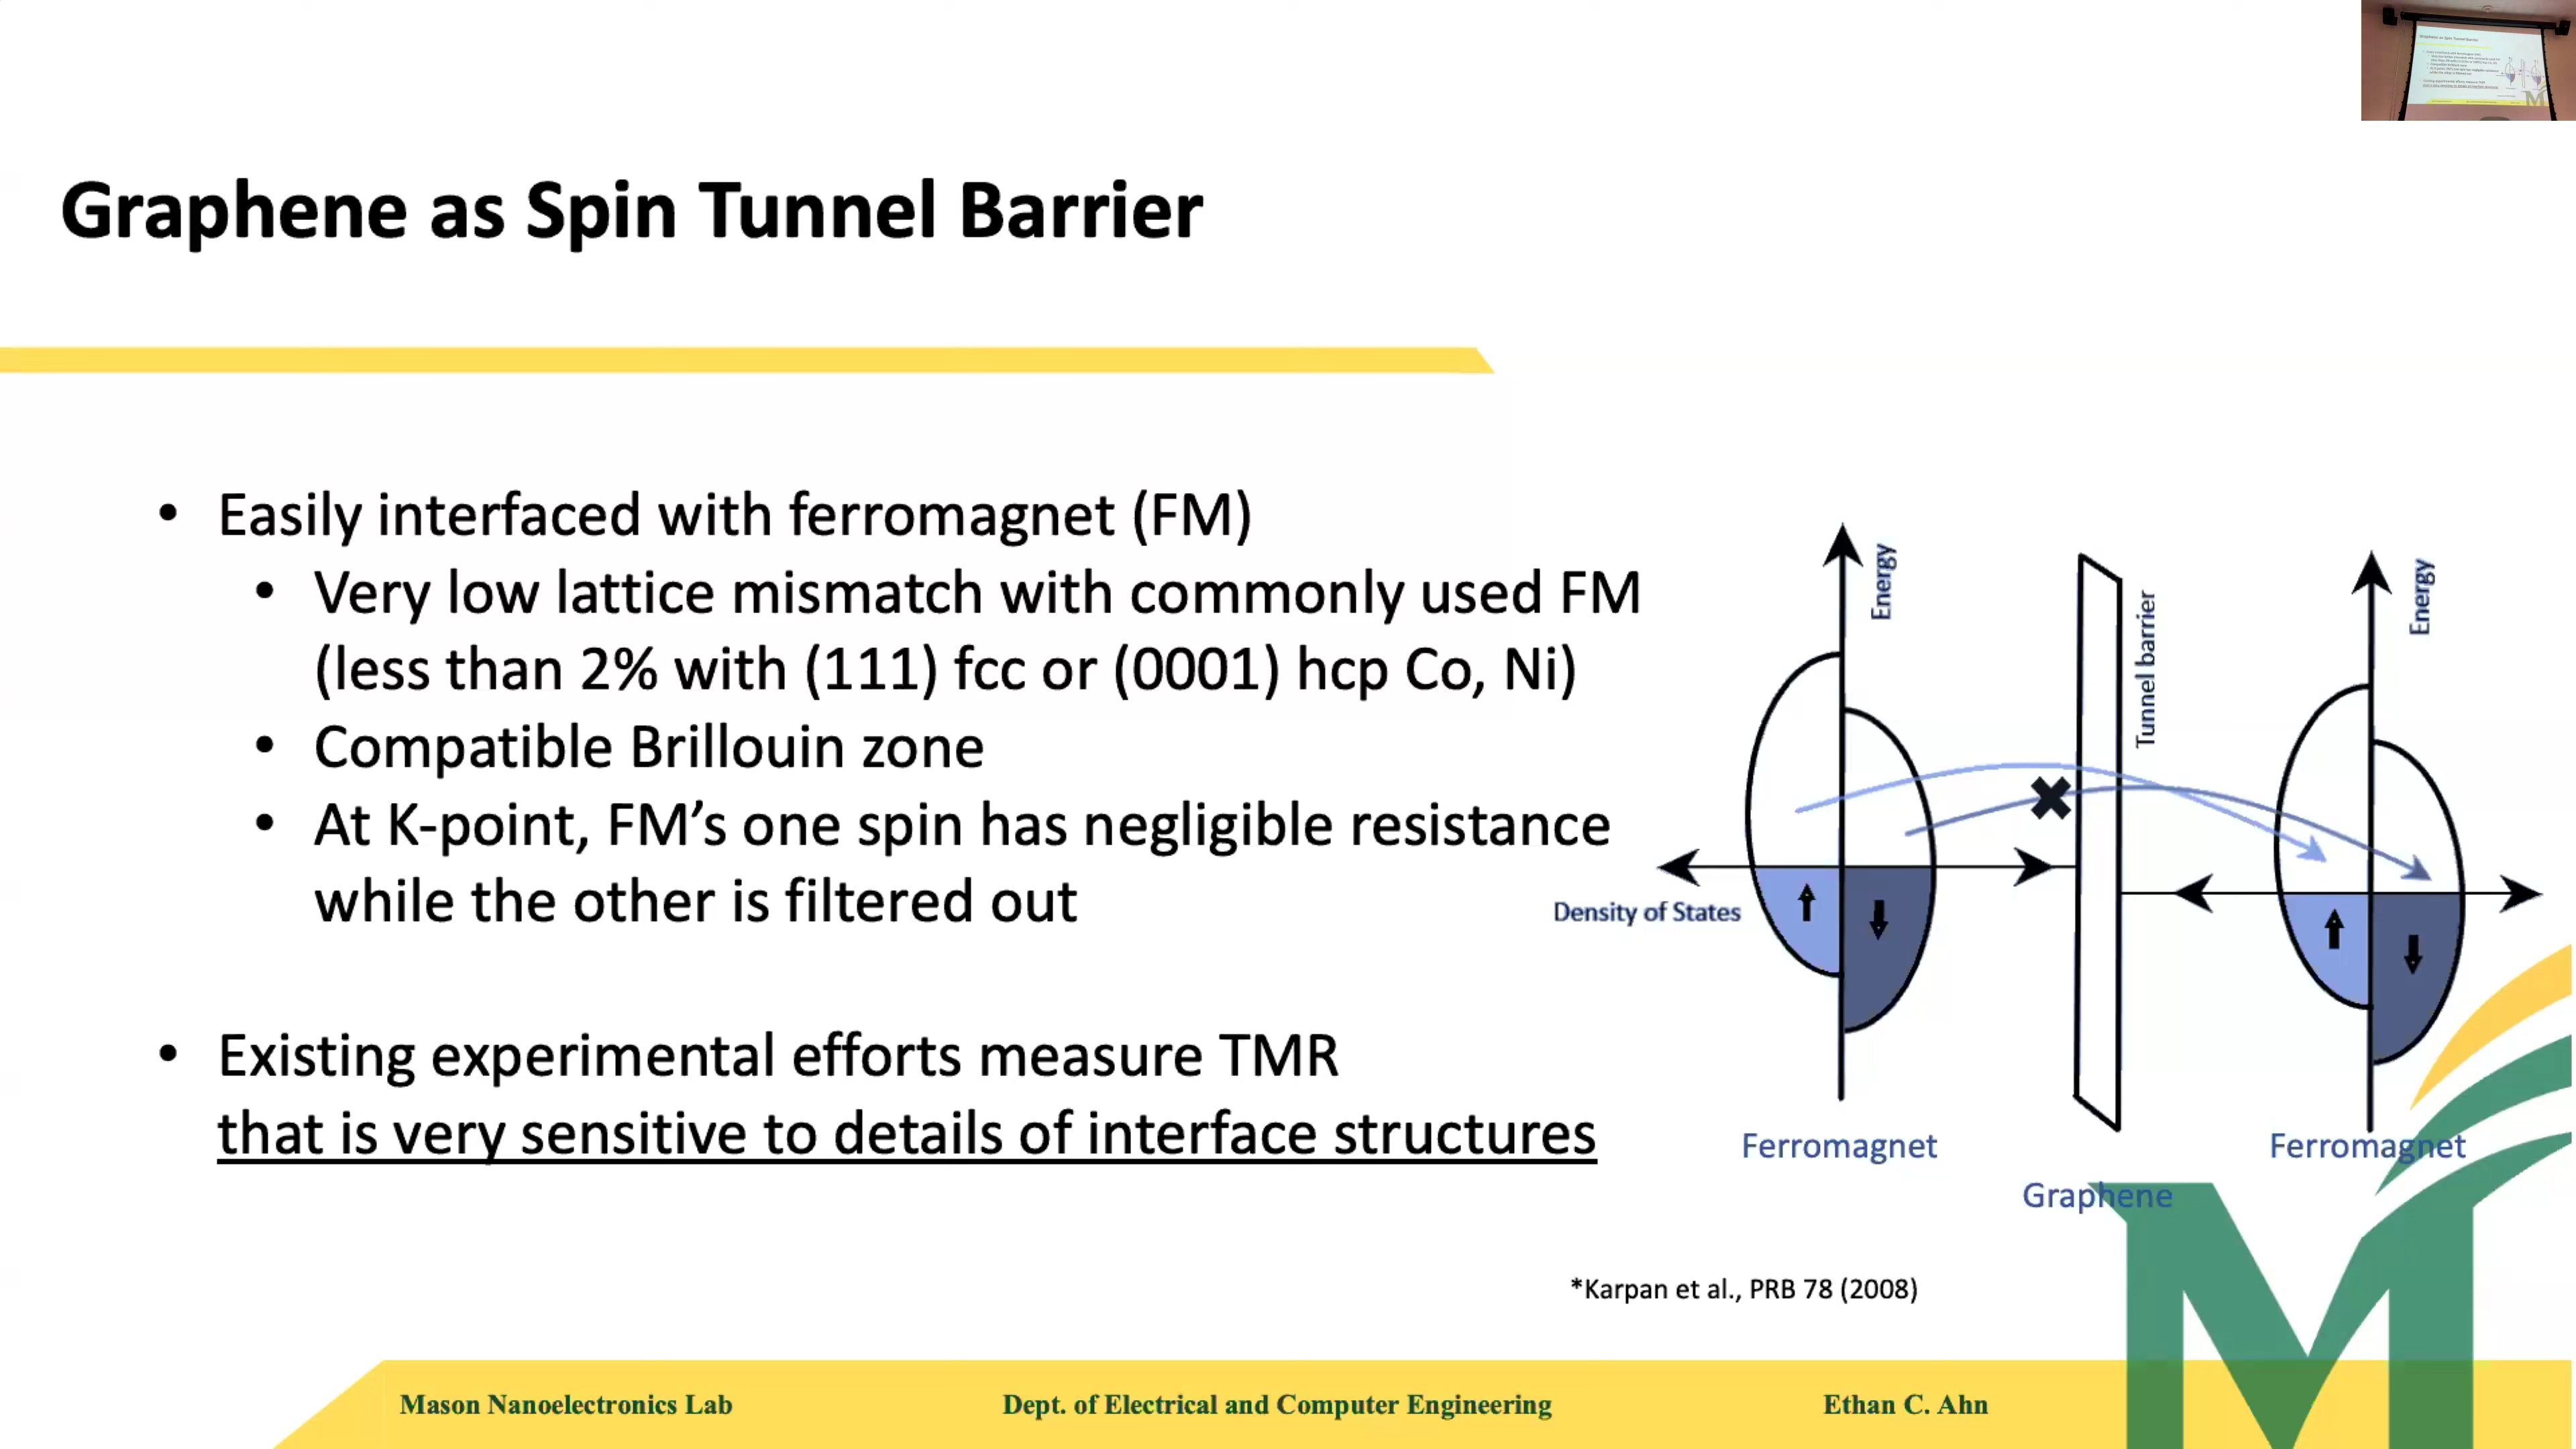 Graphene as Spin Tunnel Barrier
• Easily interfaced with ferromagnet (FM)
• Very low lattice mismatch with commonly used FM
(less than 2% with (111) fcc or (0001) hcp Co, Ni)
• Compatible Brillouin zone
• At K-point, FM's one spin has negligible resistance
while the other is filtered out
• Existing experimental efforts measure TMR
that is very sensitive to details of interface structures
Energy
Tunnel barrier
Energy
Density of States
Ferromagnet
Ferromagnet
Graphene
*Karpan et al., PRB 78 (2008)
M
Mason Nanoelectronics Lab
Dept. of Electrical and Computer Engineering
Ethan C. Ahn